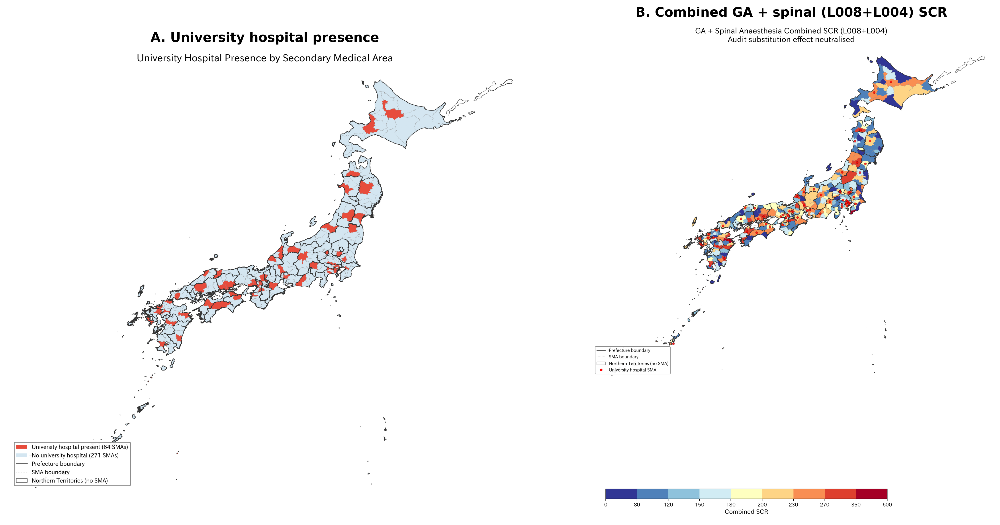 A. University hospital presence
University Hospital Presence by Secondary Medical Area
University hospital present (64 SMAs)
No university hospital (271 SMAs)
Prefecture boundary
SMA boundary
Northern Territories (no SMA)
B. Combined GA + spinal (L008+L004) SCR
GA + Spinal Anaesthesia Combined SCR (L008+L004)
Audit substitution effect neutralised
Prefecture boundary
SMA boundary
Northern Territories (no SMA)
University hospital SMA
0 80 120 150 180 200 230 270 350 600
Combined SCR